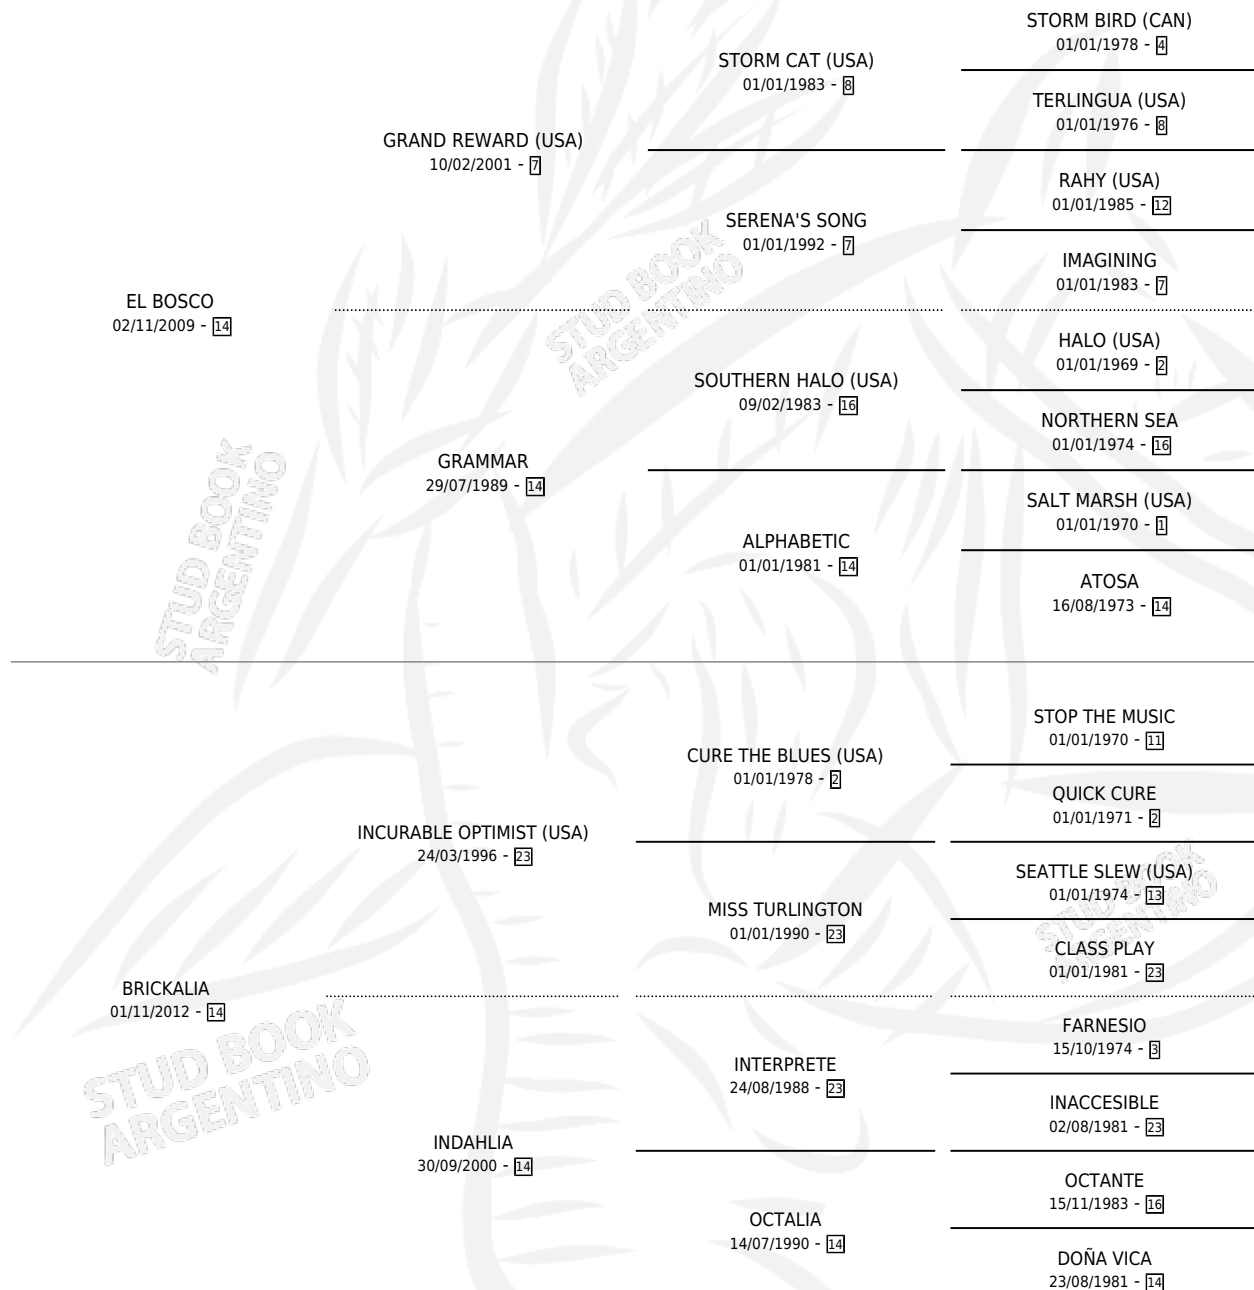 STORM BIRD (CAN)
01/01/1978 - 4
STORM CAT (USA)
01/01/1983 - 8
TERLINGUA (USA)
01/01/1976 - 8
GRAND REWARD (USA)
10/02/2001 - 7
RAHY (USA)
01/01/1985 - 12
SERENA'S SONG
01/01/1992 - 7
IMAGINING
01/01/1983 - 7
EL BOSCO
02/11/2009 - 14
HALO (USA)
01/01/1969 - 2
SOUTHERN HALO (USA)
09/02/1983 - 16
NORTHERN SEA
01/01/1974 - 16
GRAMMAR
29/07/1989 - 14
SALT MARSH (USA)
01/01/1970 - 1
ALPHABETIC
01/01/1981 - 14
ATOSA
16/08/1973 - 14
STUD BOOK
ARGENTINO
STUD BOOK
ARGENTINO
STOP THE MUSIC
01/01/1970 - 11
CURE THE BLUES (USA)
01/01/1978 - 2
QUICK CURE
01/01/1971 - 2
INCURABLE OPTIMIST (USA)
24/03/1996 - 23
SEATTLE SLEW (USA)
01/01/1974 - 13
MISS TURLINGTON
01/01/1990 - 23
CLASS PLAY
01/01/1981 - 23
STUD BOOK
ARGENTINO
BRICKALIA
01/11/2012 - 14
FARNESIO
15/10/1974 - 3
INTERPRETE
24/08/1988 - 23
INACCESIBLE
02/08/1981 - 23
INDAHLIA
30/09/2000 - 14
OCTANTE
15/11/1983 - 16
OCTALIA
14/07/1990 - 14
DOÑA VICA
23/08/1981 - 14
STUD BOOK
ARGENTINO